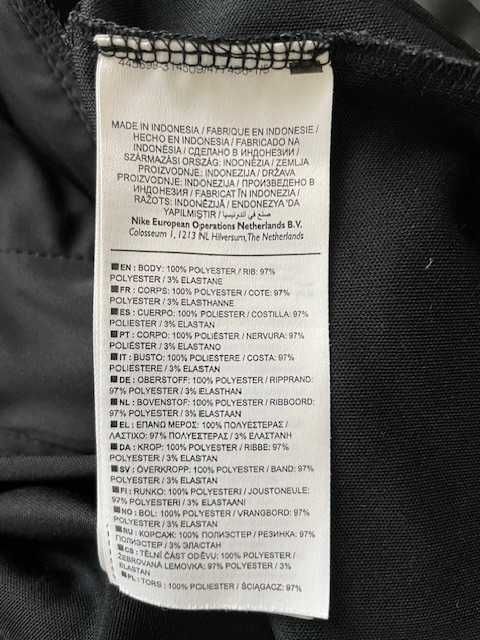 MADE IN INDONESIA / FABRIQUE EN INDONESIE /
HECHO EN INDONESIA / FABRICADO NA
INDONÉSIA / СДЕЛАНО В ИНДОНЕЗИИ /
SZÁRMAZÁSI ORSZÁG: INDONÉZIA / ZEMLJA
PROIZVODNJE: INDONEZIJA / DRŽAVA
PROIZVODNJE: INDONEZIJA / ПРОИЗВЕДЕНО В
ИНДОНЕЗИЯ / FABRICAT ÎN INDONEZIA /
RAŽOTS: INDONĒZIJĀ / ENDONEZYA 'DA
YAPILMIŞTIR / صنع في اندونيسيا
Nike European Operations Netherlands B.V.
Colosseum 1, 1213 NL Hilversum, The Netherlands
EN : BODY: 100% POLYESTER / RIB: 97%
POLYESTER / 3% ELASTANE
FR : CORPS: 100% POLYESTER / COTE: 97%
POLYESTER / 3% ELASTHANNE
ES : CUERPO: 100% POLIESTER / COSTILLA: 97%
POLIESTER / 3% ELASTAN
PT : CORPO: 100% POLIÉSTER / NERVURA: 97%
POLIÉSTER / 3% ELASTANO
IT : BUSTO: 100% POLIESTERE / COSTA: 97%
POLIESTERE / 3% ELASTAN
DE : OBERSTOFF: 100% POLYESTER / RIPPRAND:
97% POLYESTER / 3% ELASTHAN
NL : BOVENSTOF: 100% POLYESTER / RIBBOORD:
97% POLYESTER / 3% ELASTAAN
EL : ΕΠΑΝΩ ΜΕΡΟΣ: 100% ΠΟΛΥΕΣΤΕΡΑΣ /
ΛΑΣΤΙΧΟ: 97% ΠΟΛΥΕΣΤΕΡΑΣ / 3% ΕΛΑΣΤΑΝΗ
DA : KROP: 100% POLYESTER / RIBBE: 97%
POLYESTER / 3% ELASTAN
SV : ÖVERKROPP: 100% POLYESTER / BAND: 97%
POLYESTER / 3% ELASTAN
FI : RUNKO: 100% POLYESTERI / JOUSTONEULE:
97% POLYESTERI / 3% ELASTAANI
NO : BOL: 100% POLYESTER / VRANGBORD: 97%
POLYESTER / 3% ELASTAN
RU : КОРСАЖ: 100% ПОЛИЭСТЕР / РЕЗИНКА: 97%
ПОЛИЭСТЕР / 3% ЭЛАСТАН
CS : TĚLNÍ ČÁST ODĚVU: 100% POLYESTER /
ŽEBROVANÁ LEMOVKA: 97% POLYESTER / 3%
ELASTAN
PL : TORS : 100% POLIESTER / ŚCIĄGACZ: 97%